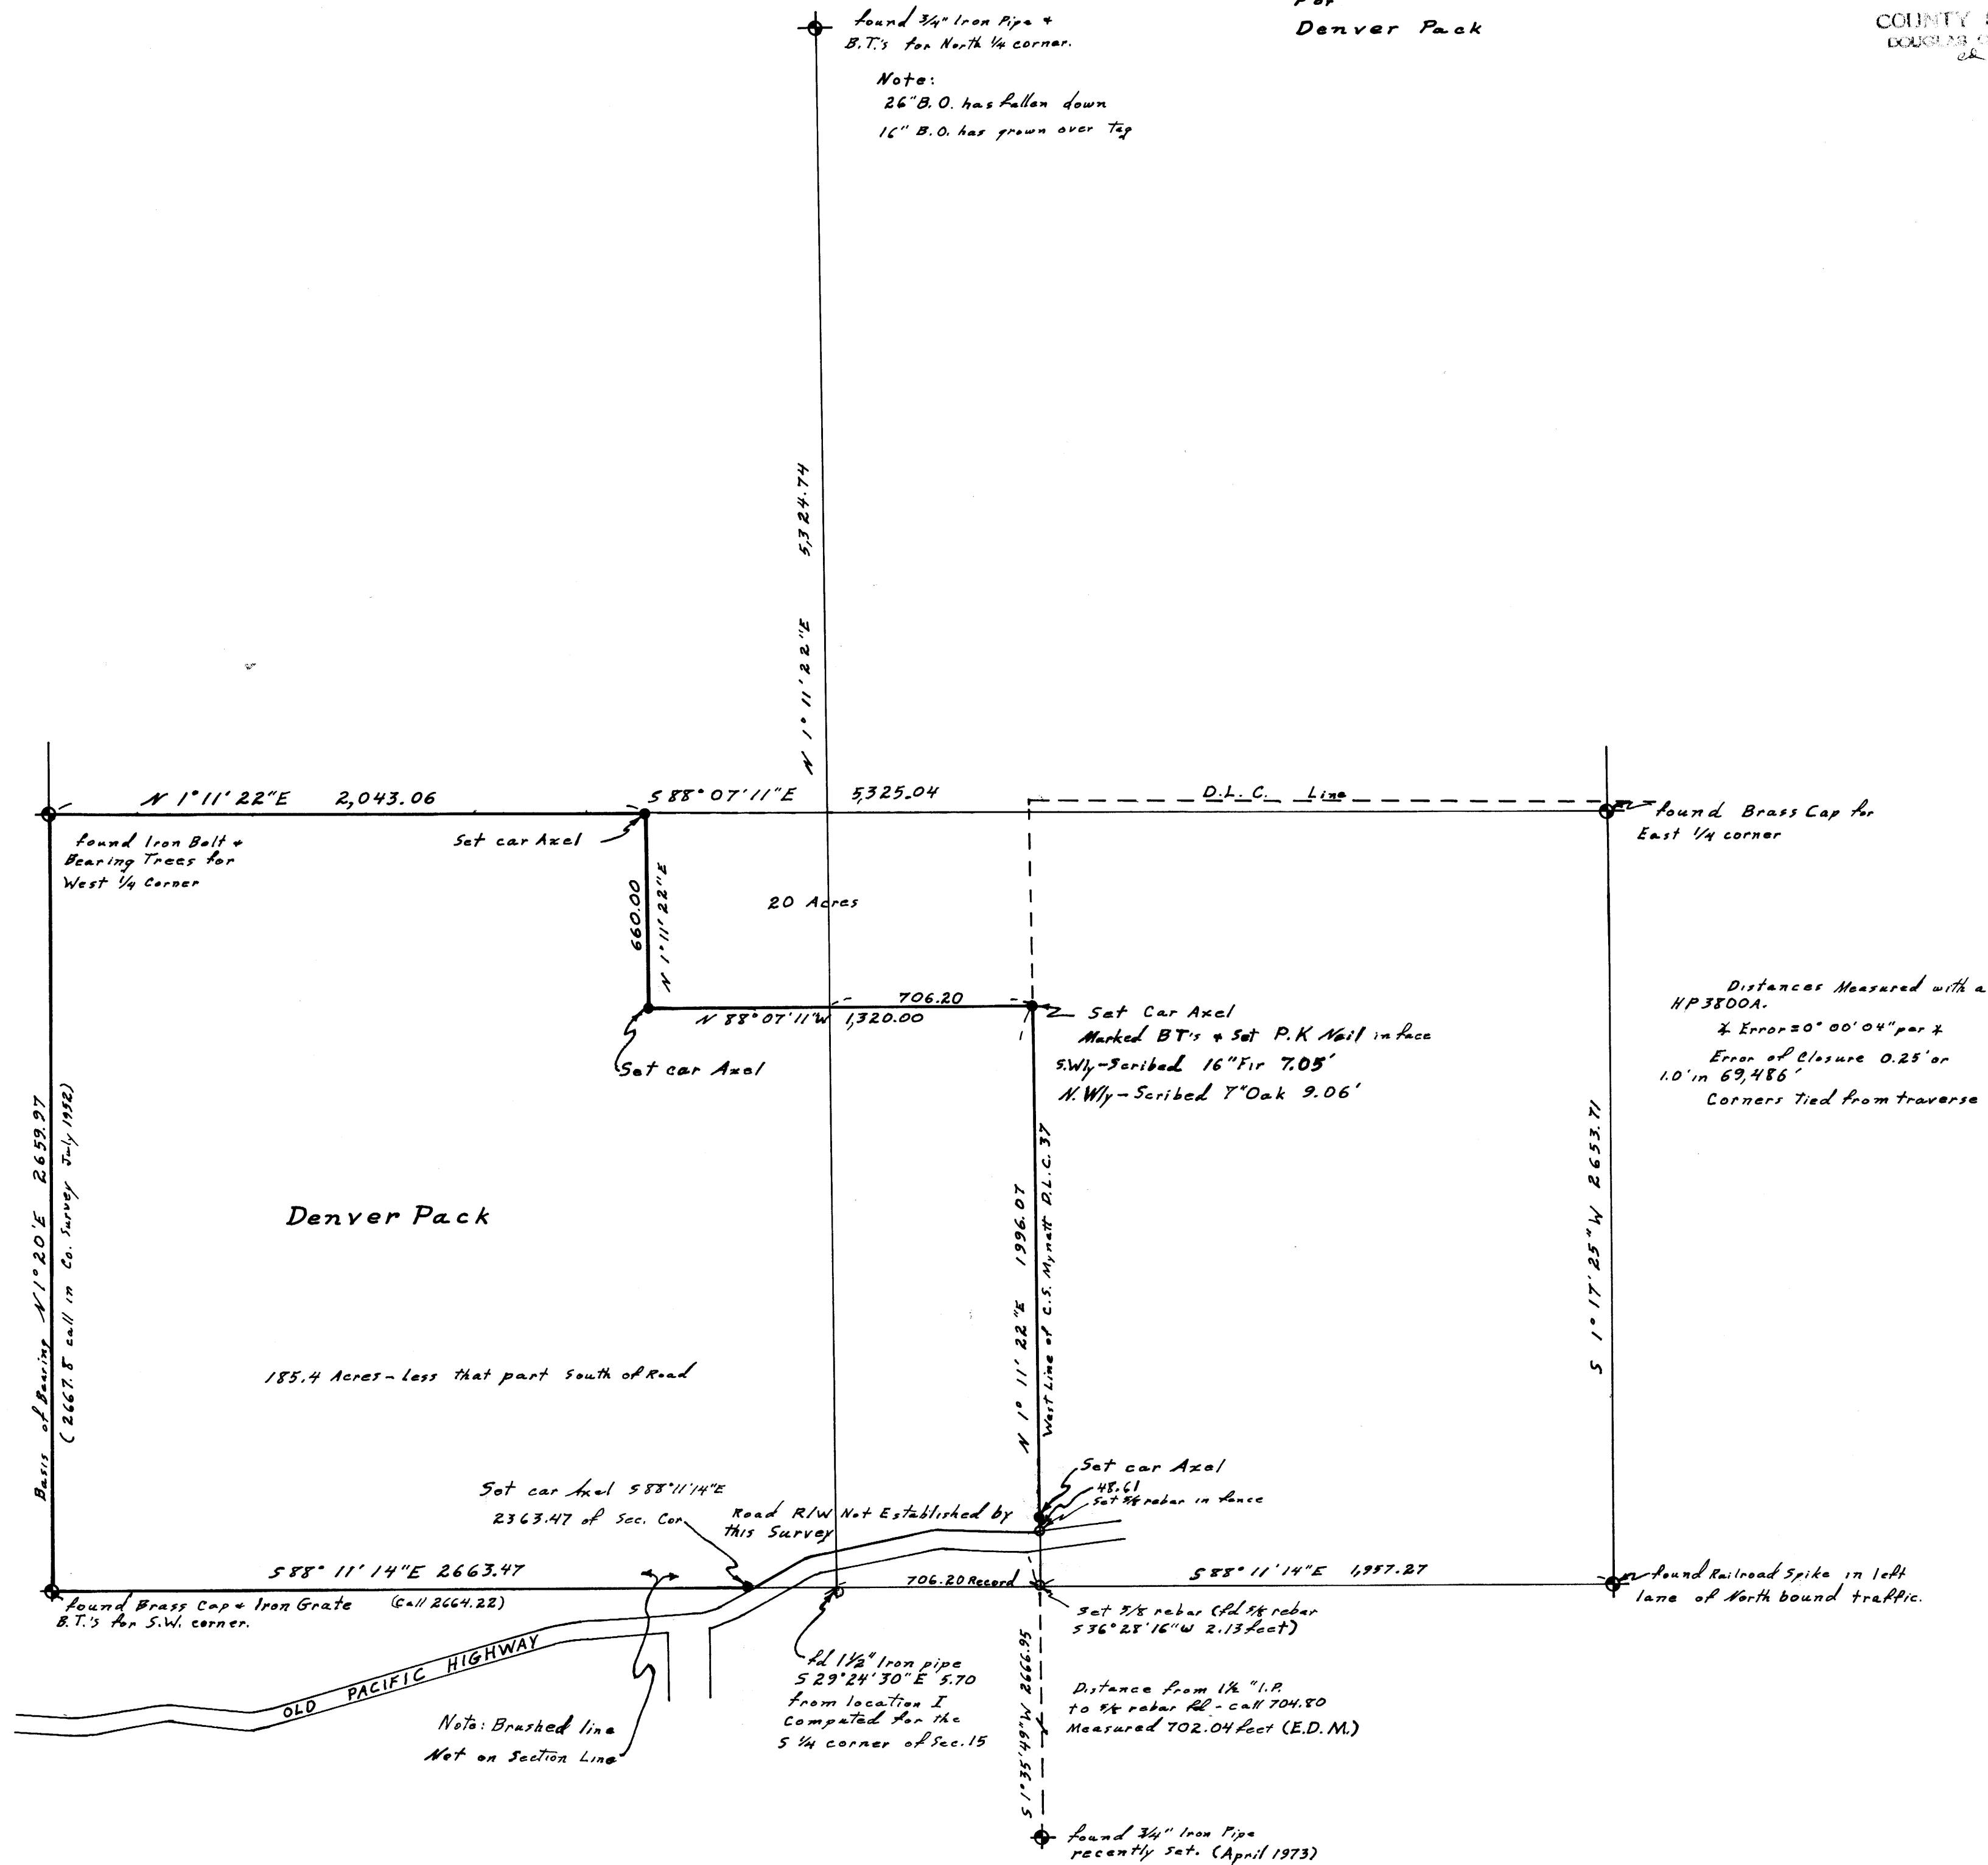 For
Denver Pack
COUNTY
DOUGLAS
found 3/4" Iron Pipe &
B.T.'s for North 1/4 corner.
Note:
26" B.O. has fallen down
16" B.O. has grown over Tag
N 1° 11' 22"E 5,324.74
N 1° 11' 22"E 2,043.06
S 88° 07' 11"E 5,325.04
D.L.C. Line
found Iron Bolt &
Bearing Trees for
West 1/4 Corner
Set car Axel
found Brass Cap for
East 1/4 corner
660.00
N 1° 11' 22"E
20 Acres
706.20
N 88° 07' 11"W 1,320.00
Set car Axel
Set Car Axel
Marked BT's & Set P.K Nail in face
S.Wly - Scribed 16" Fir 7.05'
N.Wly - Scribed 7" Oak 9.06'
Distances Measured with a
HP3800A.
∠ Error = 0° 00' 04" per ∠
Error of Closure 0.25' or
1.0' in 69,486'
Corners Tied from traverse
Basis of Bearing N 1° 20' E 2659.97
(2667.8 call in Co. Survey July 1952)
Denver Pack
185.4 Acres - less that part South of Road
N 1° 11' 22"E 1996.07
West Line of C.S. Mynatt D.L.C. 37
S 1° 17' 25"W 2653.71
Set car Axel S 88° 11' 14"E
2363.47 of Sec. Cor
Road R/W Not Established by
this Survey
Set car Axel
48.61
Set 5/8 rebar in fence
S 88° 11' 14"E 2663.47
(Call 2664.22)
706.20 Record
S 88° 11' 14"E 1,957.27
found Brass Cap & Iron Grate
B.T.'s for S.W. corner.
found Railroad Spike in left
lane of North bound traffic.
Set 5/8 rebar (fd 5/8 rebar
S 36° 28' 16"W 2.13 feet)
OLD PACIFIC HIGHWAY
Note: Brushed line
Not on Section Line
fd 1 1/2" Iron pipe
S 29° 24' 30"E 5.70
from location I
Computed for the
S 1/4 corner of Sec. 15
Distance from 1 1/2 " I.P.
to 5/8 rebar fd - call 704.80
Measured 702.04 feet (E.D.M.)
S 1° 35' 49"W 2666.95
found 3/4" Iron Pipe
recently set. (April 1973)